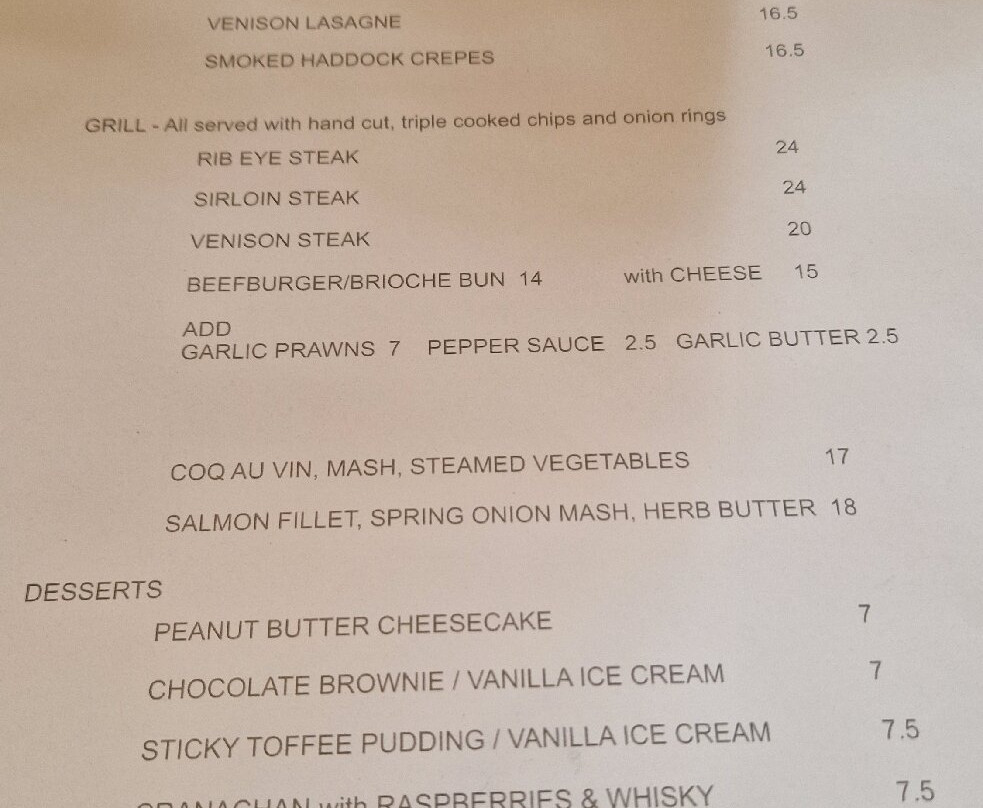 VENISON LASAGNE 16.5
SMOKED HADDOCK CREPES 16.5
GRILL - All served with hand cut, triple cooked chips and onion rings
RIB EYE STEAK 24
SIRLOIN STEAK 24
VENISON STEAK 20
BEEFBURGER/BRIOCHE BUN 14 with CHEESE 15
ADD
GARLIC PRAWNS 7 PEPPER SAUCE 2.5 GARLIC BUTTER 2.5
COQ AU VIN, MASH, STEAMED VEGETABLES 17
SALMON FILLET, SPRING ONION MASH, HERB BUTTER 18
DESSERTS
PEANUT BUTTER CHEESECAKE 7
CHOCOLATE BROWNIE / VANILLA ICE CREAM 7
STICKY TOFFEE PUDDING / VANILLA ICE CREAM 7.5
CRANACHAN with RASPBERRIES & WHISKY 7.5